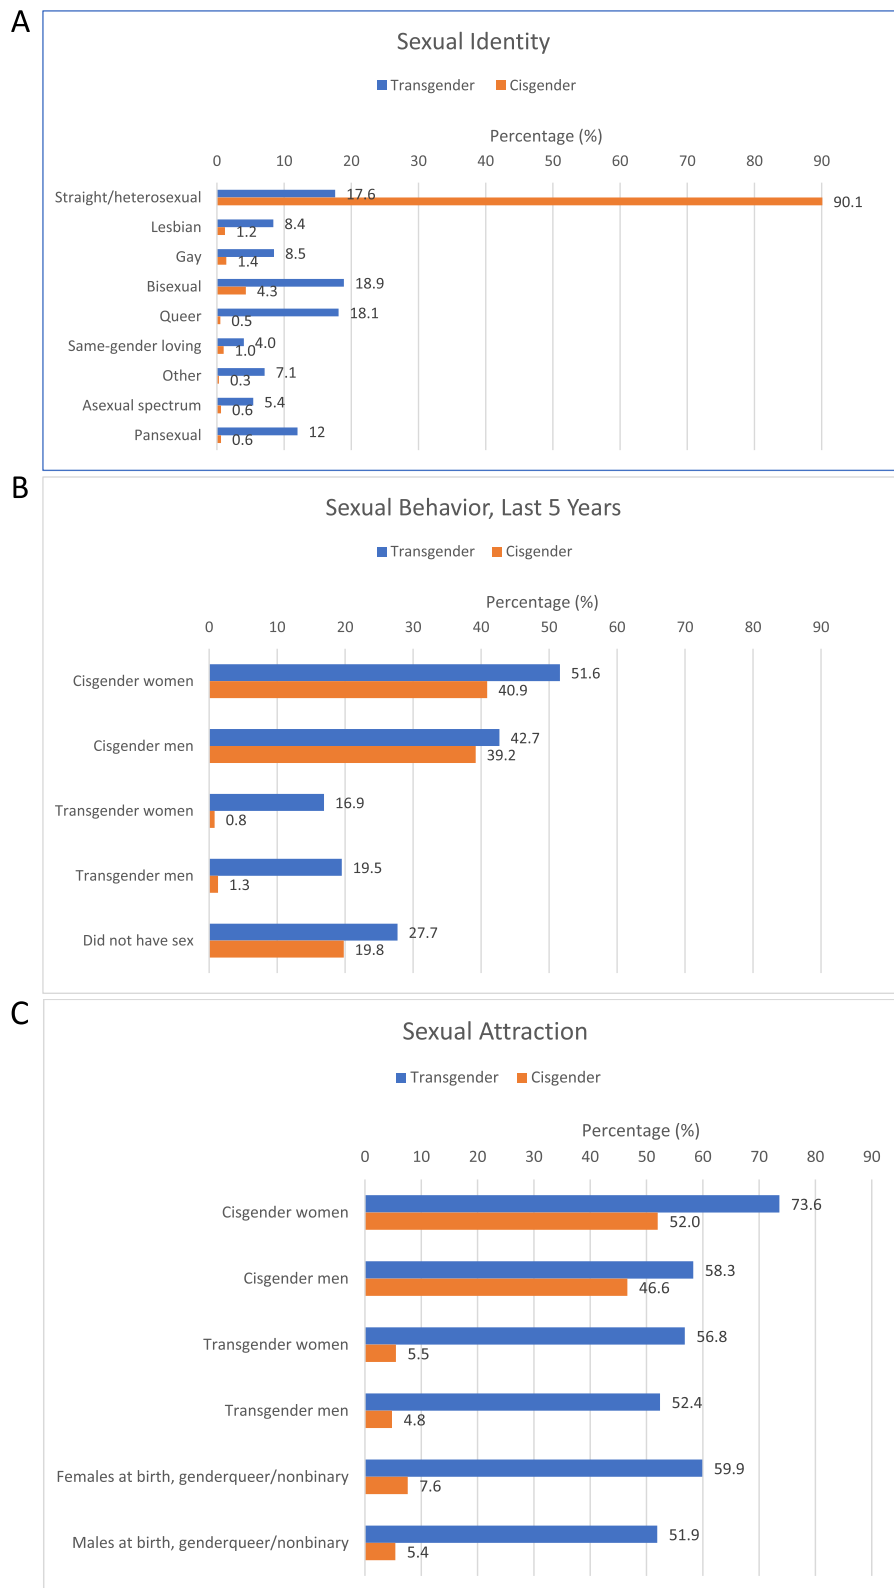 A
Sexual Identity
Transgender Cisgender
Percentage (%)
0 10 20 30 40 50 60 70 80 90
Straight/heterosexual 17.6 90.1
Lesbian 8.4 1.2
Gay 8.5 1.4
Bisexual 18.9 4.3
Queer 18.1 0.5
Same-gender loving 4.0 1.0
Other 7.1 0.3
Asexual spectrum 5.4 0.6
Pansexual 12 0.6
B
Sexual Behavior, Last 5 Years
Transgender Cisgender
Percentage (%)
0 10 20 30 40 50 60 70 80 90
Cisgender women 51.6 40.9
Cisgender men 42.7 39.2
Transgender women 16.9 0.8
Transgender men 19.5 1.3
Did not have sex 27.7 19.8
C
Sexual Attraction
Transgender Cisgender
Percentage (%)
0 10 20 30 40 50 60 70 80 90
Cisgender women 73.6 52.0
Cisgender men 58.3 46.6
Transgender women 56.8 5.5
Transgender men 52.4 4.8
Females at birth, genderqueer/nonbinary 59.9 7.6
Males at birth, genderqueer/nonbinary 51.9 5.4